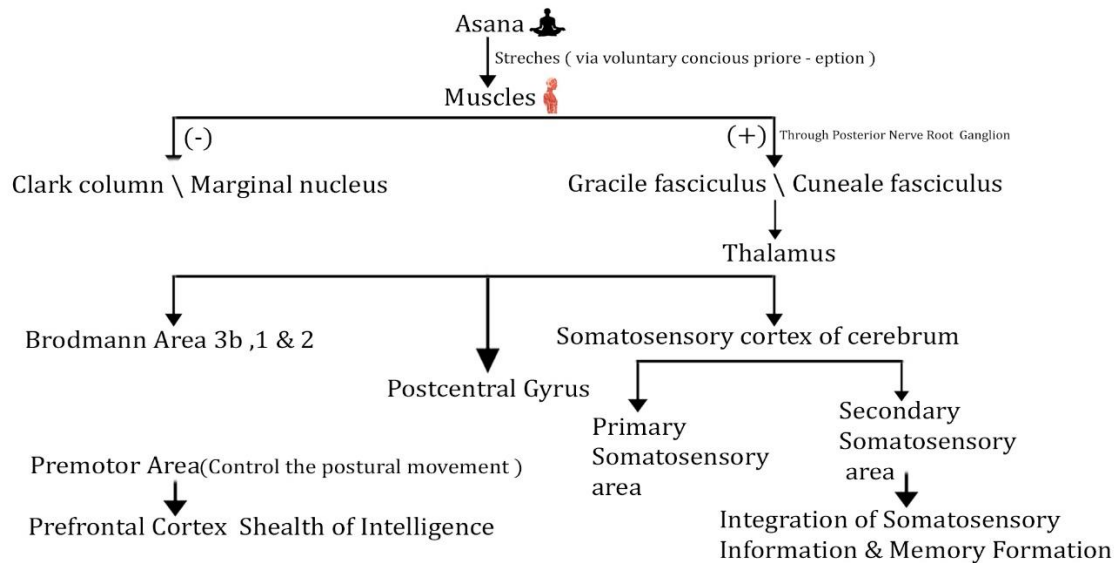 Asana
Streches ( via voluntary concious priore - eption )
Muscles
(-)
(+)
Through Posterior Nerve Root Ganglion
Clark column \ Marginal nucleus
Gracile fasciculus \ Cuneale fasciculus
Thalamus
Brodmann Area 3b ,1 & 2
Somatosensory cortex of cerebrum
Postcentral Gyrus
Primary
Somatosensory
area
Secondary
Somatosensory
area
Premotor Area(Control the postural movement )
Prefrontal Cortex Shealth of Intelligence
Integration of Somatosensory
Information & Memory Formation